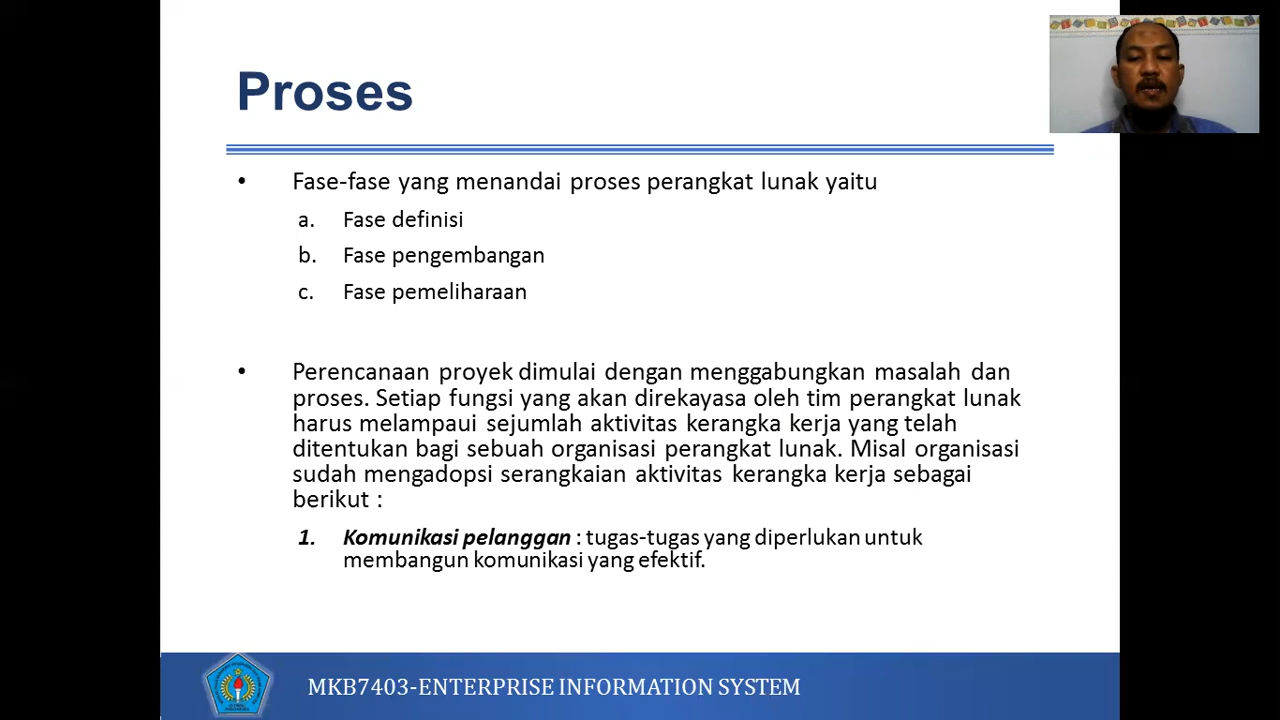 Proses
• Fase-fase yang menandai proses perangkat lunak yaitu
a. Fase definisi
b. Fase pengembangan
c. Fase pemeliharaan
• Perencanaan proyek dimulai dengan menggabungkan masalah dan
proses. Setiap fungsi yang akan direkayasa oleh tim perangkat lunak
harus melampaui sejumlah aktivitas kerangka kerja yang telah
ditentukan bagi sebuah organisasi perangkat lunak. Misal organisasi
sudah mengadopsi serangkaian aktivitas kerangka kerja sebagai
berikut :
1. Komunikasi pelanggan : tugas-tugas yang diperlukan untuk
membangun komunikasi yang efektif.
MKB7403-ENTERPRISE INFORMATION SYSTEM